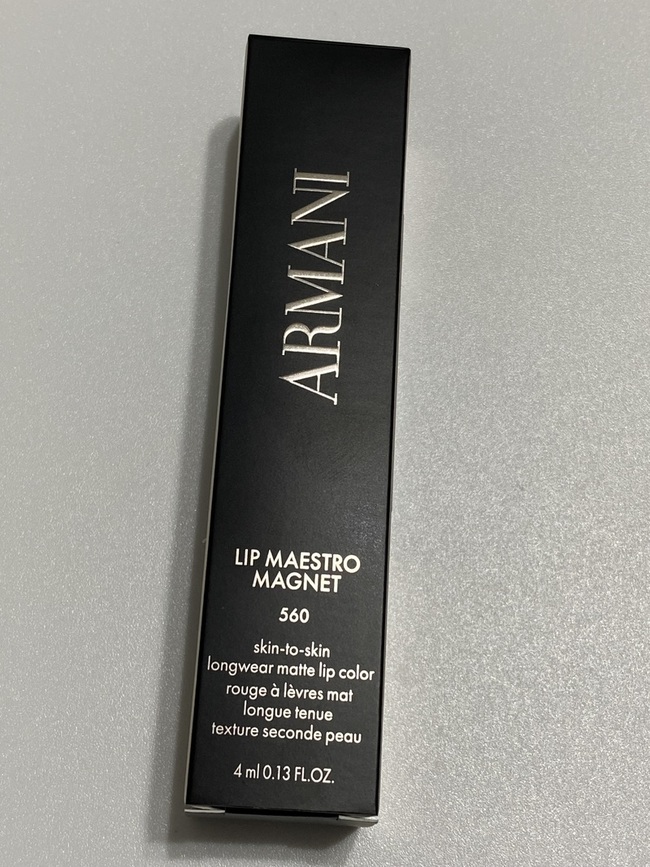 ARMANI
LIP MAESTRO
MAGNET
560
skin-to-skin
longwear matte lip color
rouge à lèvres mat
longue tenue
texture seconde peau
4 ml 0.13 FL.OZ.